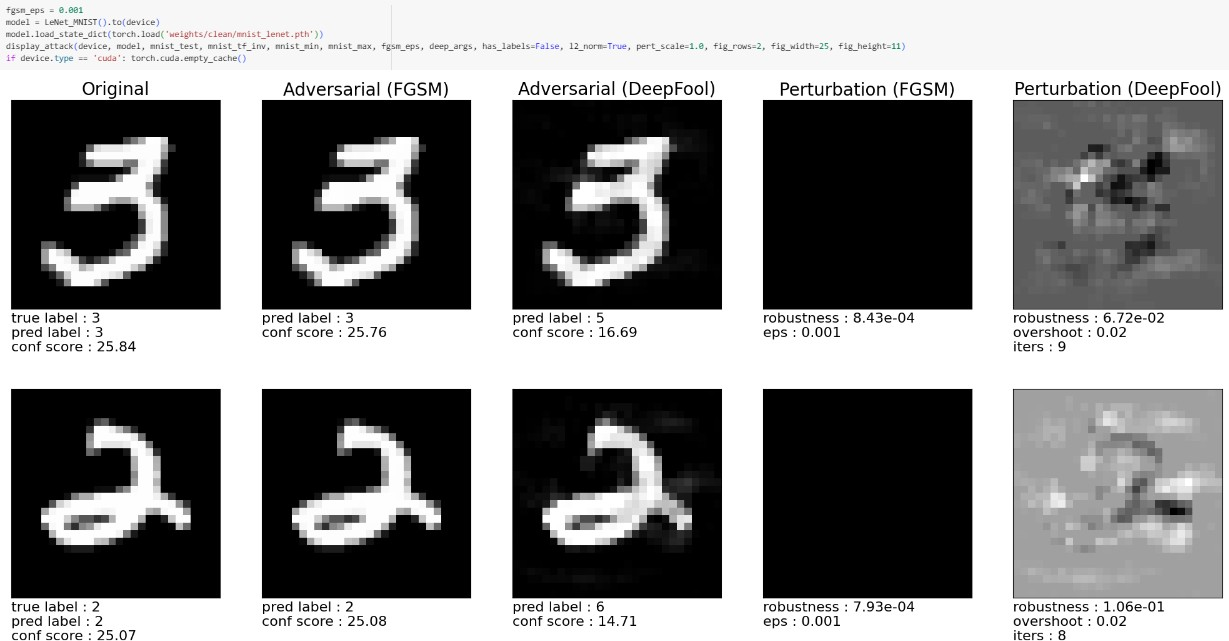 fgsm_eps = 0.001
model = LeNet_MNIST().to(device)
model.load_state_dict(torch.load('weights/clean/mnist_lenet.pth'))
display_attack(device, model, mnist_test, mnist_tf_inv, mnist_min, mnist_max, fgsm_eps, deep_args, has_labels=False, l2_norm=True, pert_scale=1.0, fig_rows=2, fig_width=25, fig_height=11)
if device.type == 'cuda': torch.cuda.empty_cache()
Original
Adversarial (FGSM)
Adversarial (DeepFool)
Perturbation (FGSM)
Perturbation (DeepFool)
3
3
3
true label : 3
pred label : 3
conf score : 25.84
pred label : 3
conf score : 25.76
pred label : 5
conf score : 16.69
robustness : 8.43e-04
eps : 0.001
robustness : 6.72e-02
overshoot : 0.02
iters : 9
2
2
2
true label : 2
pred label : 2
conf score : 25.07
pred label : 2
conf score : 25.08
pred label : 6
conf score : 14.71
robustness : 7.93e-04
eps : 0.001
robustness : 1.06e-01
overshoot : 0.02
iters : 8